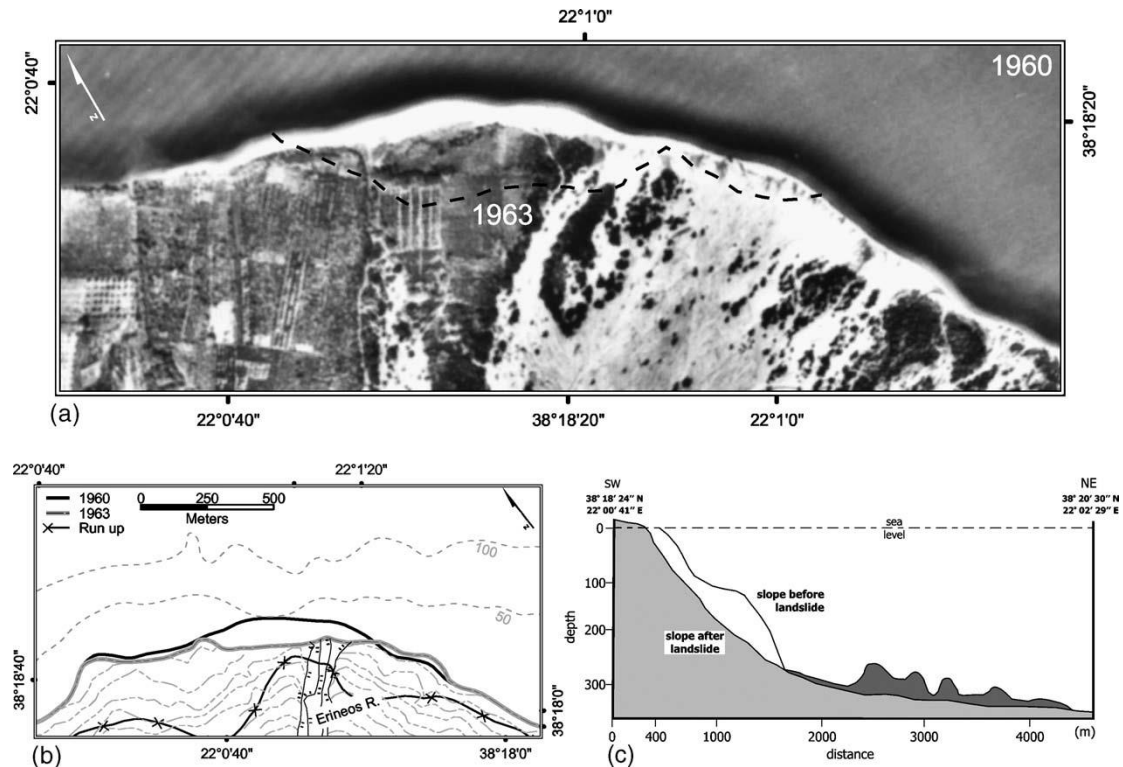 22°1'0"
1960
22°0'40"
38°18'20"
z
1963
(a)
22°0'40"
38°18'20"
22°1'0"
22°0'40"
22°1'20"
1960
1963
Run up
0
250
500
Meters
z
100
50
38°18'40"
Erineos R.
38°18'0"
(b)
22°0'40"
38°18'0"
SW
NE
38° 18' 24" N
22° 00' 41" E
38° 20' 30" N
22° 02' 29" E
0
sea
level
100
slope before
landslide
depth
200
slope after
landslide
300
0
400
1000
2000
3000
4000
(m)
distance
(c)